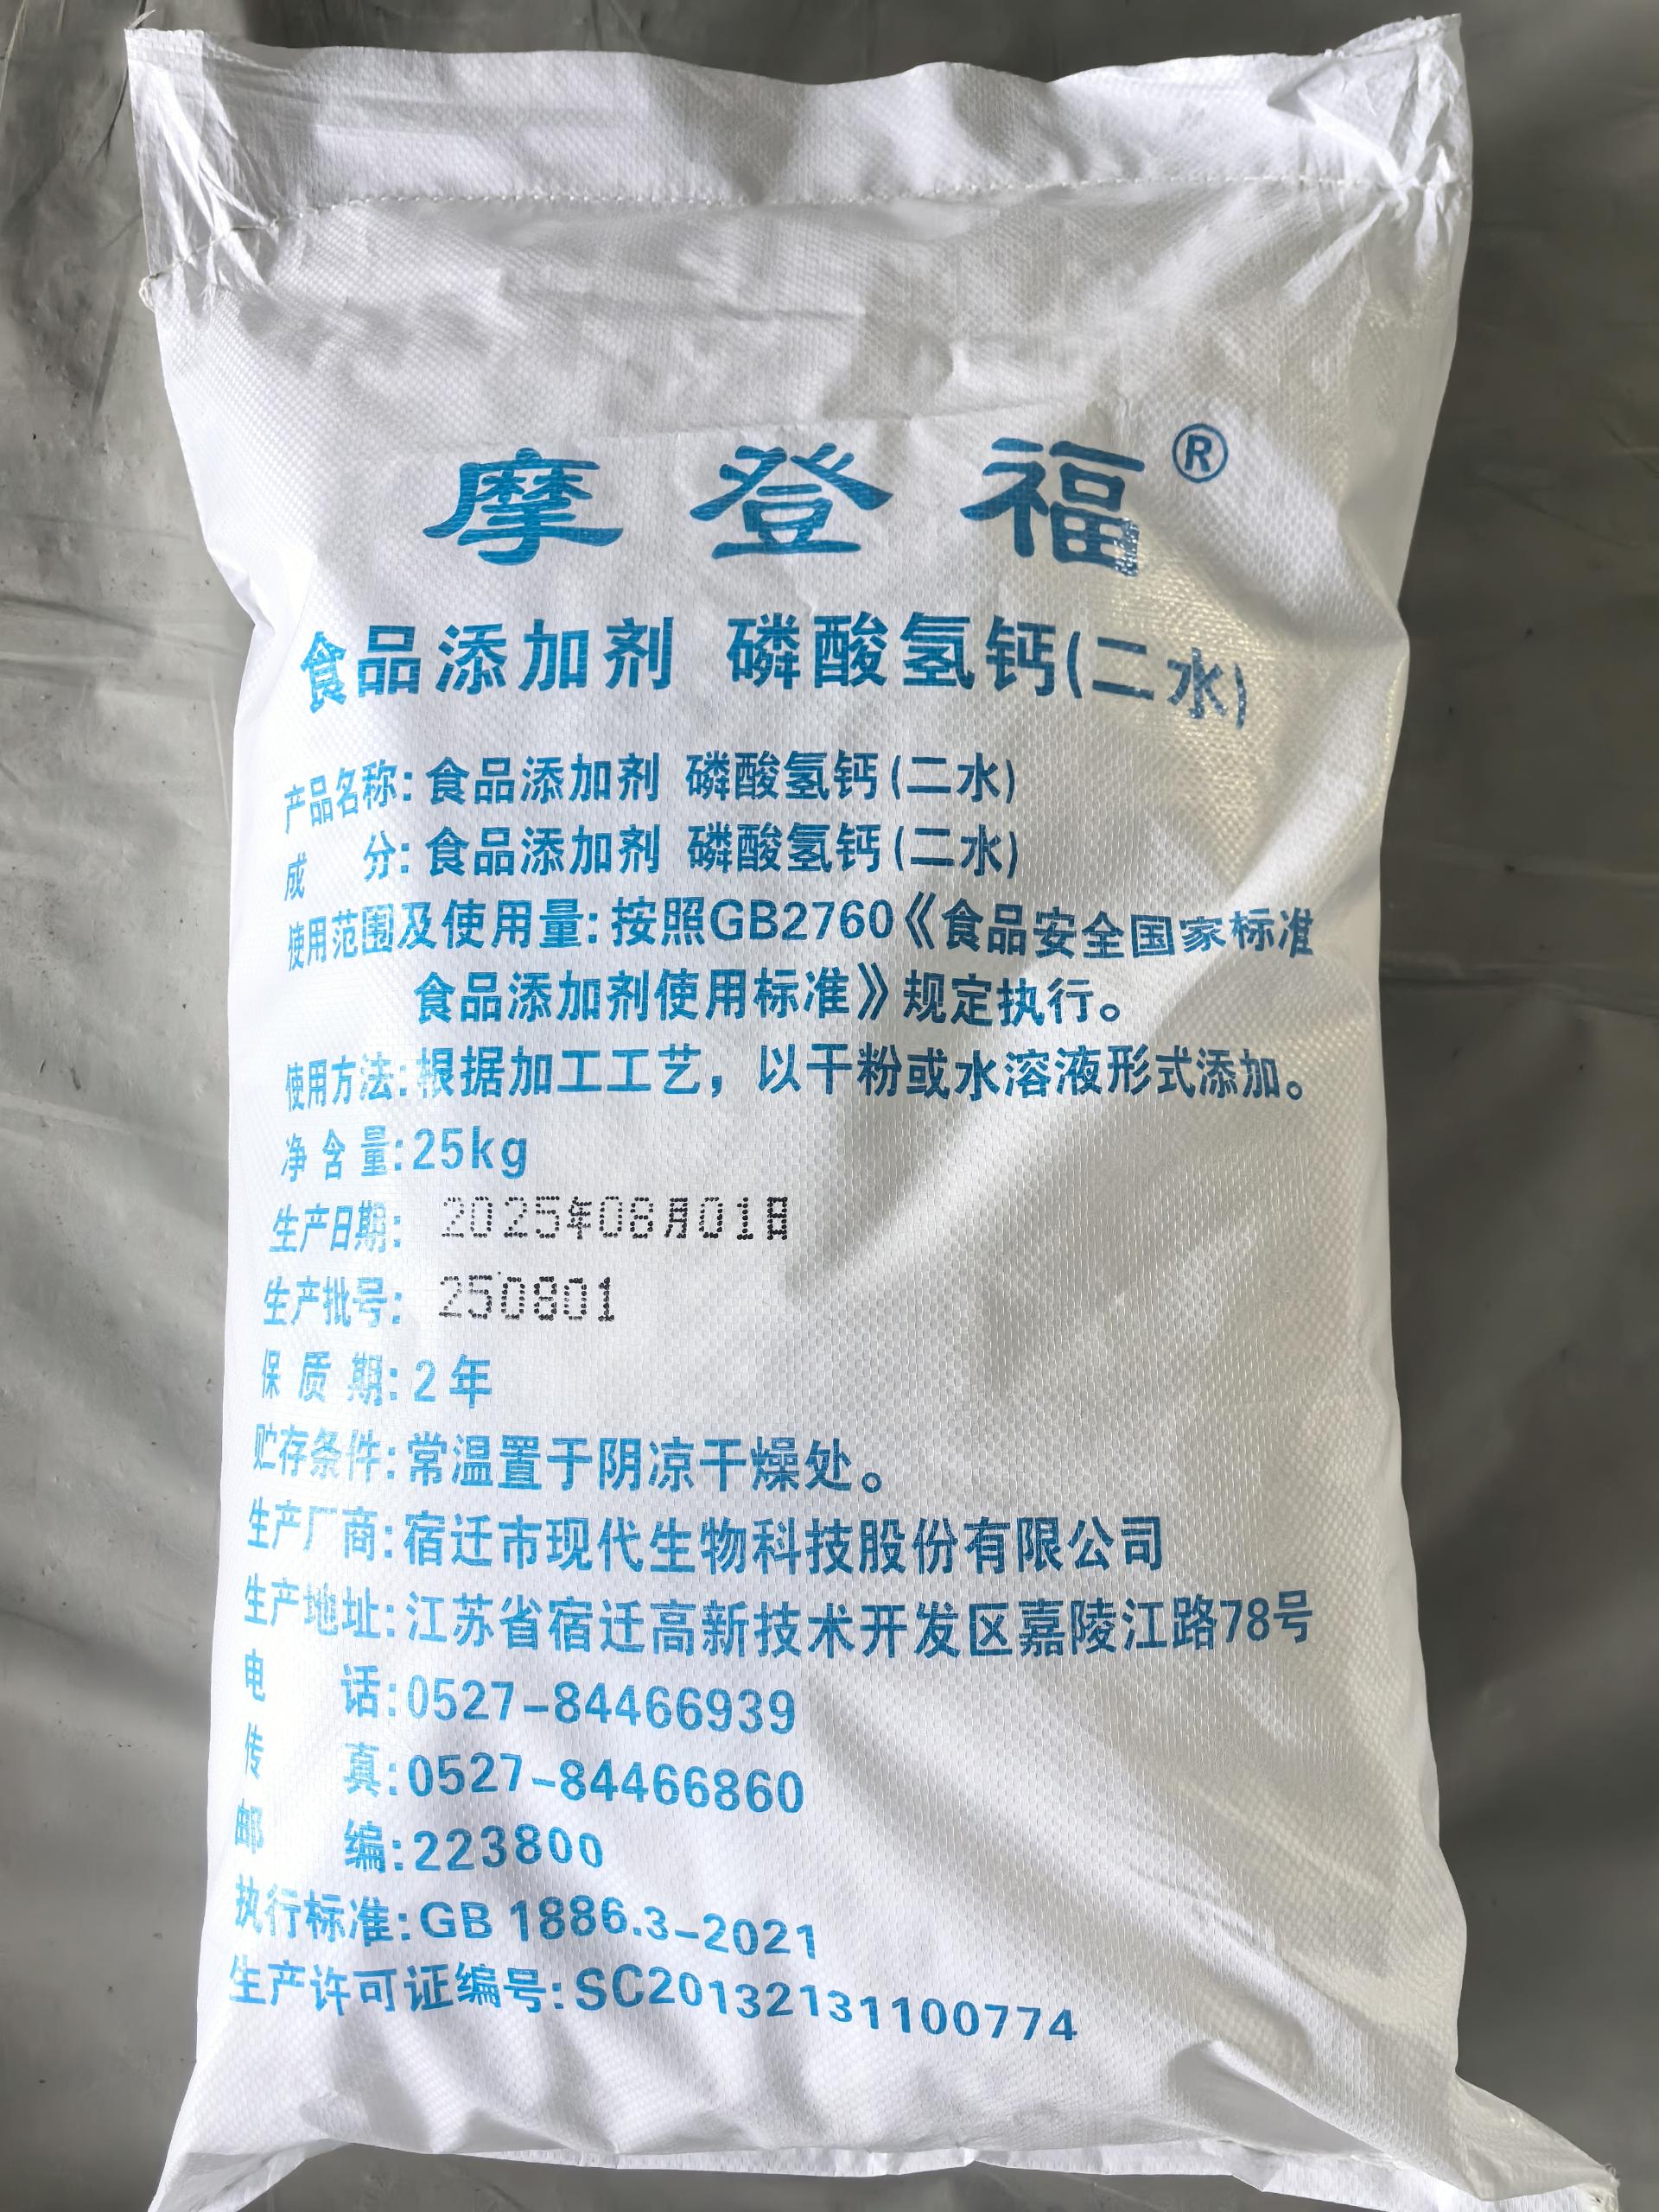 摩登福®
食品添加剂 磷酸氢钙(二水)
产品名称:食品添加剂 磷酸氢钙(二水)
成 分:食品添加剂 磷酸氢钙(二水)
使用范围及使用量:按照GB2760《食品安全国家标准
食品添加剂使用标准》规定执行。
使用方法:根据加工工艺，以干粉或水溶液形式添加。
净含量:25kg
生产日期:2025年08月01日
生产批号:250801
保质期:2年
贮存条件:常温置于阴凉干燥处。
生产厂商:宿迁市现代生物科技股份有限公司
生产地址:江苏省宿迁高新技术开发区嘉陵江路78号
电 话:0527-84466939
传 真:0527-84466860
邮 编:223800
执行标准:GB 1886.3-2021
生产许可证编号:SC20132131100774